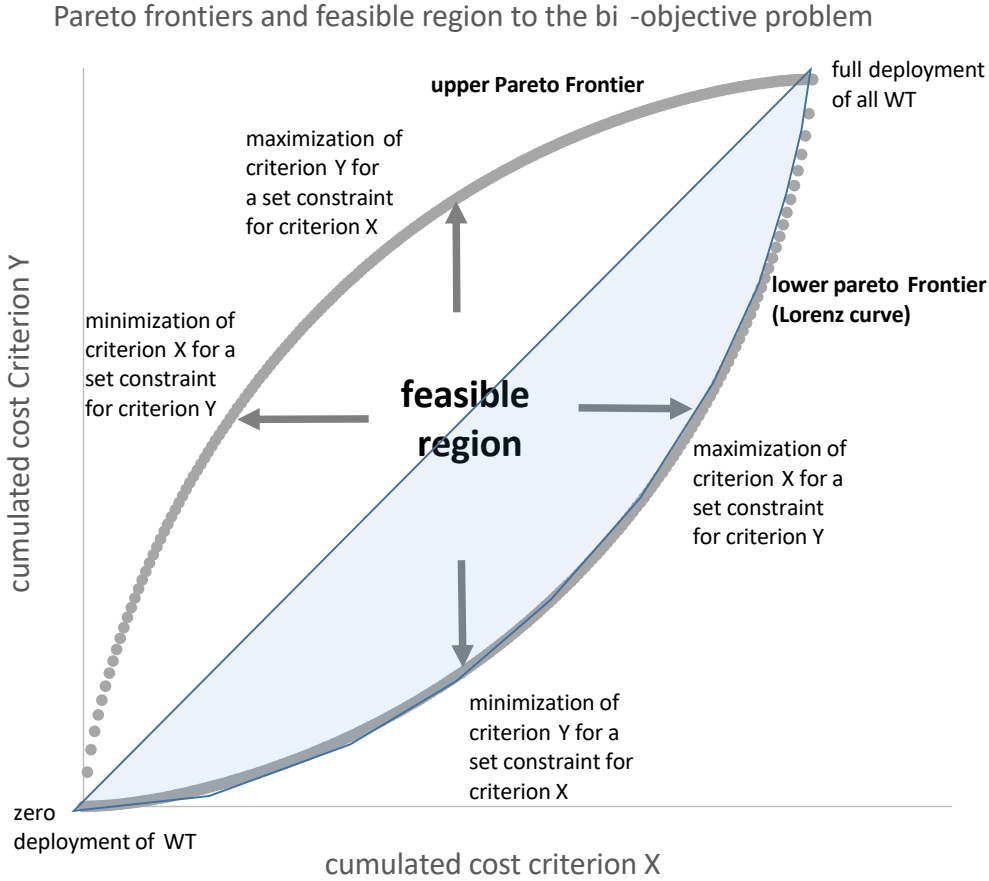 Pareto frontiers and feasible region to the bi -objective problem
upper Pareto Frontier
full deployment
of all WT
maximization of
criterion Y for
a set constraint
for criterion X
lower pareto Frontier
(Lorenz curve)
minimization of
criterion X for a
set constraint
for criterion Y
feasible
region
maximization of
criterion X for a
set constraint
for criterion Y
minimization of
criterion Y for a
set constraint for
criterion X
zero
deployment of WT
cumulated cost Criterion Y
cumulated cost criterion X